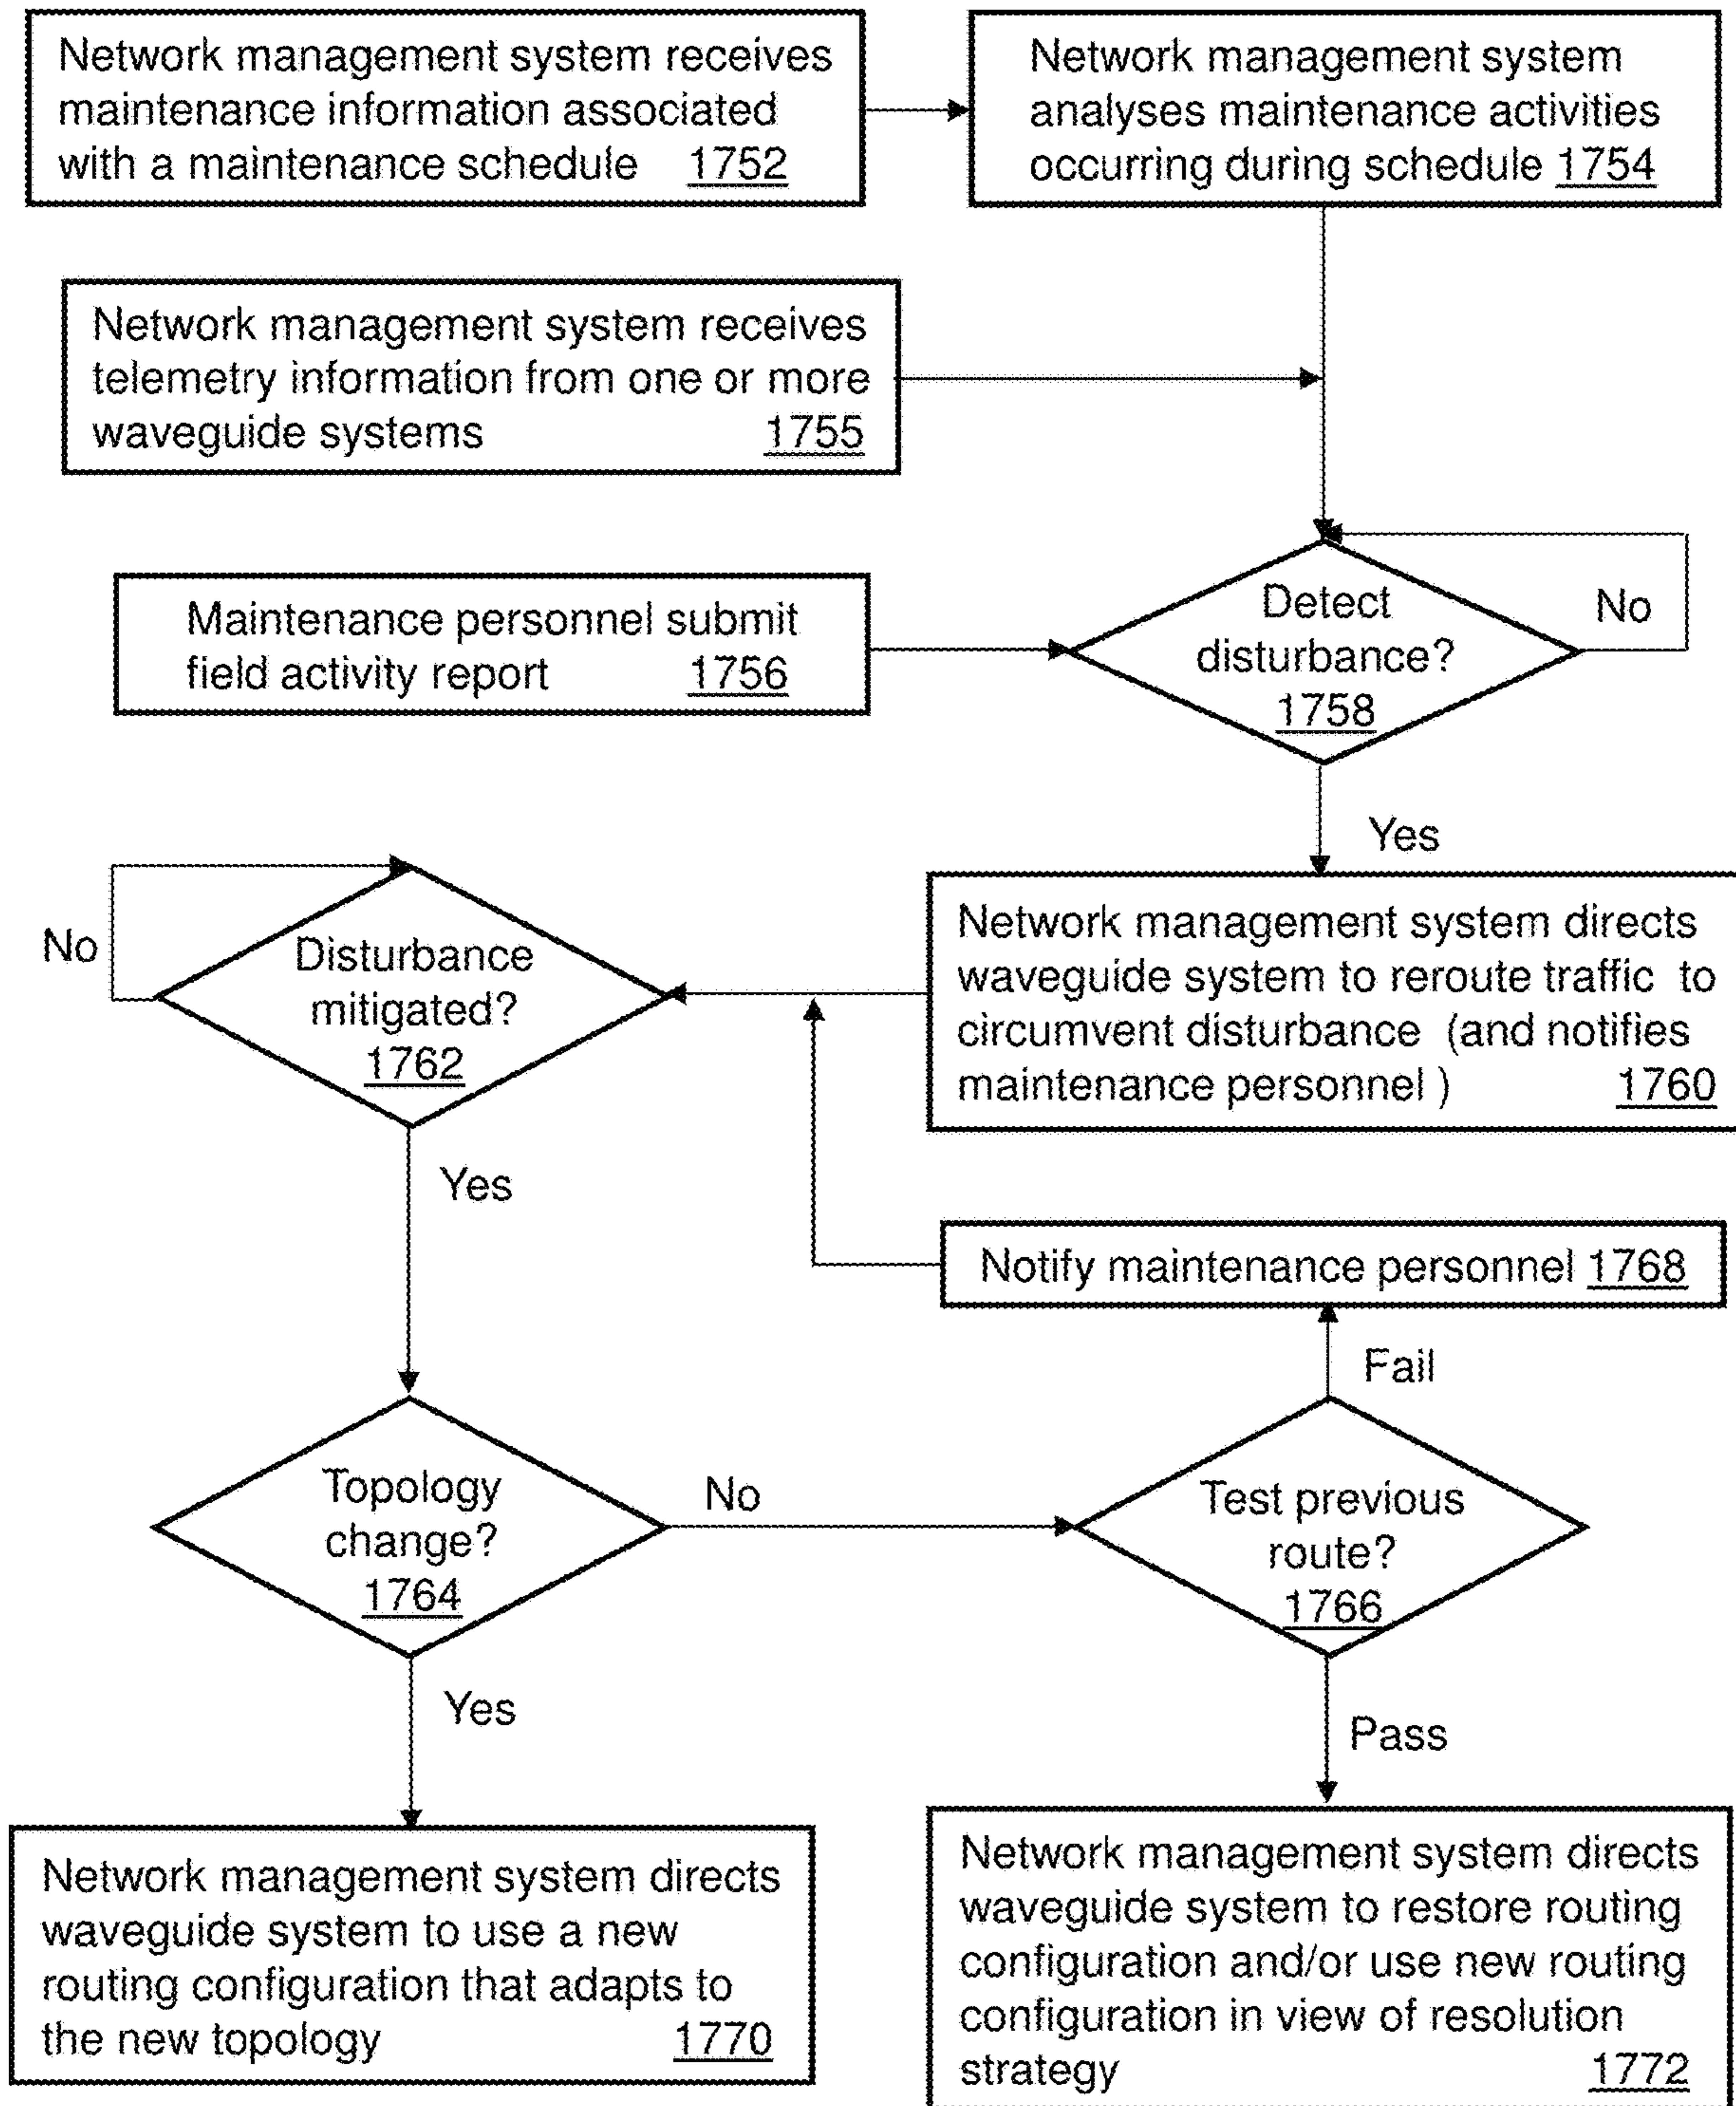 Network management system receives
maintenance information associated
with a maintenance schedule 1752
Network management system
analyses maintenance activities
occurring during schedule 1754
Network management system receives
telemetry information from one or more
waveguide systems 1755
Maintenance personnel submit
field activity report 1756
Detect
disturbance?
1758
No
Yes
Network management system directs
waveguide system to reroute traffic to
circumvent disturbance (and notifies
maintenance personnel ) 1760
No
Disturbance
mitigated?
1762
Yes
Notify maintenance personnel 1768
Fail
Topology
change?
1764
No
Test previous
route?
1766
Yes
Pass
Network management system directs
waveguide system to use a new
routing configuration that adapts to
the new topology 1770
Network management system directs
waveguide system to restore routing
configuration and/or use new routing
configuration in view of resolution
strategy 1772